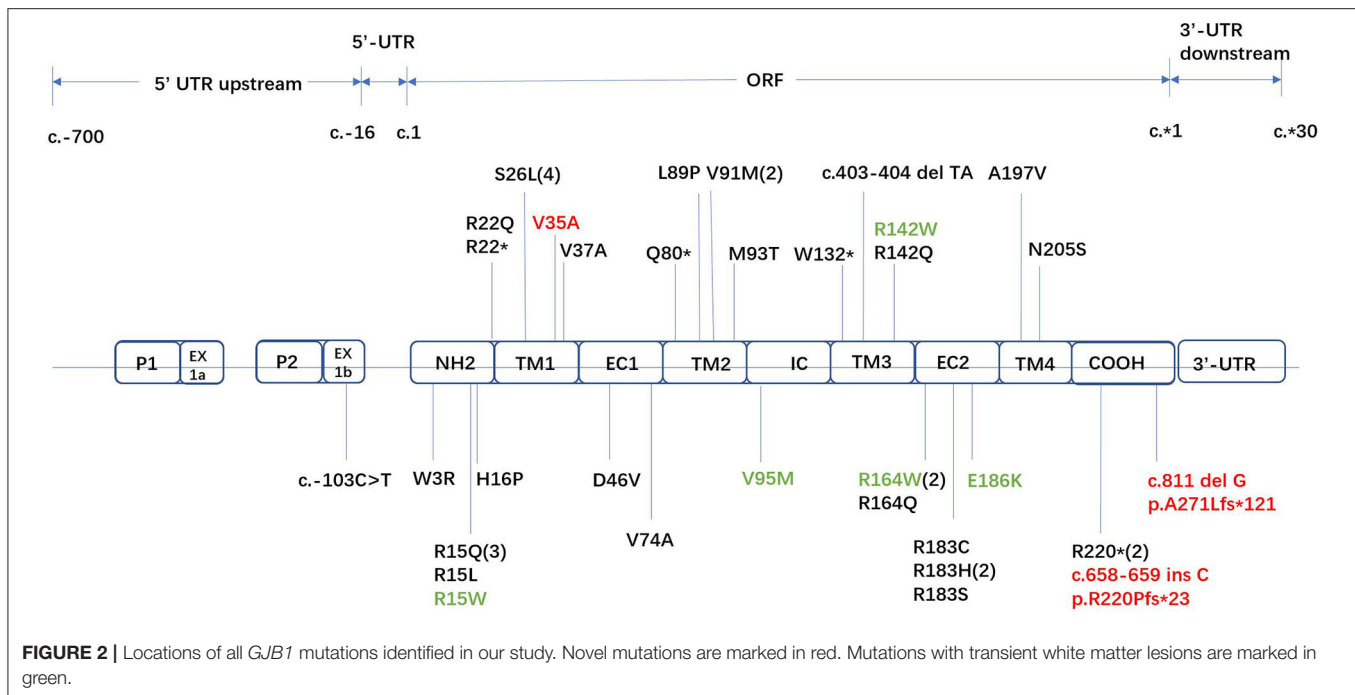 5'-UTR
3'-UTR
downstream
5' UTR upstream
ORF
c.-700
c.-16
c.1
c.*1
c.*30
S26L(4)
L89P V91M(2)
c.403-404 del TA
A197V
R22Q
R22*
V35A
V37A
Q80*
M93T
W132*
R142W
R142Q
N205S
P1
EX
1a
P2
EX
1b
NH2
TM1
EC1
TM2
IC
TM3
EC2
TM4
COOH
3'-UTR
c.-103C>T
W3R
H16P
D46V
V95M
R164W(2)
R164Q
E186K
c.811 del G
p.A271Lfs*121
R15Q(3)
R15L
R15W
V74A
R183C
R183H(2)
R183S
R220*(2)
c.658-659 ins C
p.R220Pfs*23
FIGURE 2 | Locations of all GJB1 mutations identified in our study. Novel mutations are marked in red. Mutations with transient white matter lesions are marked in
green.